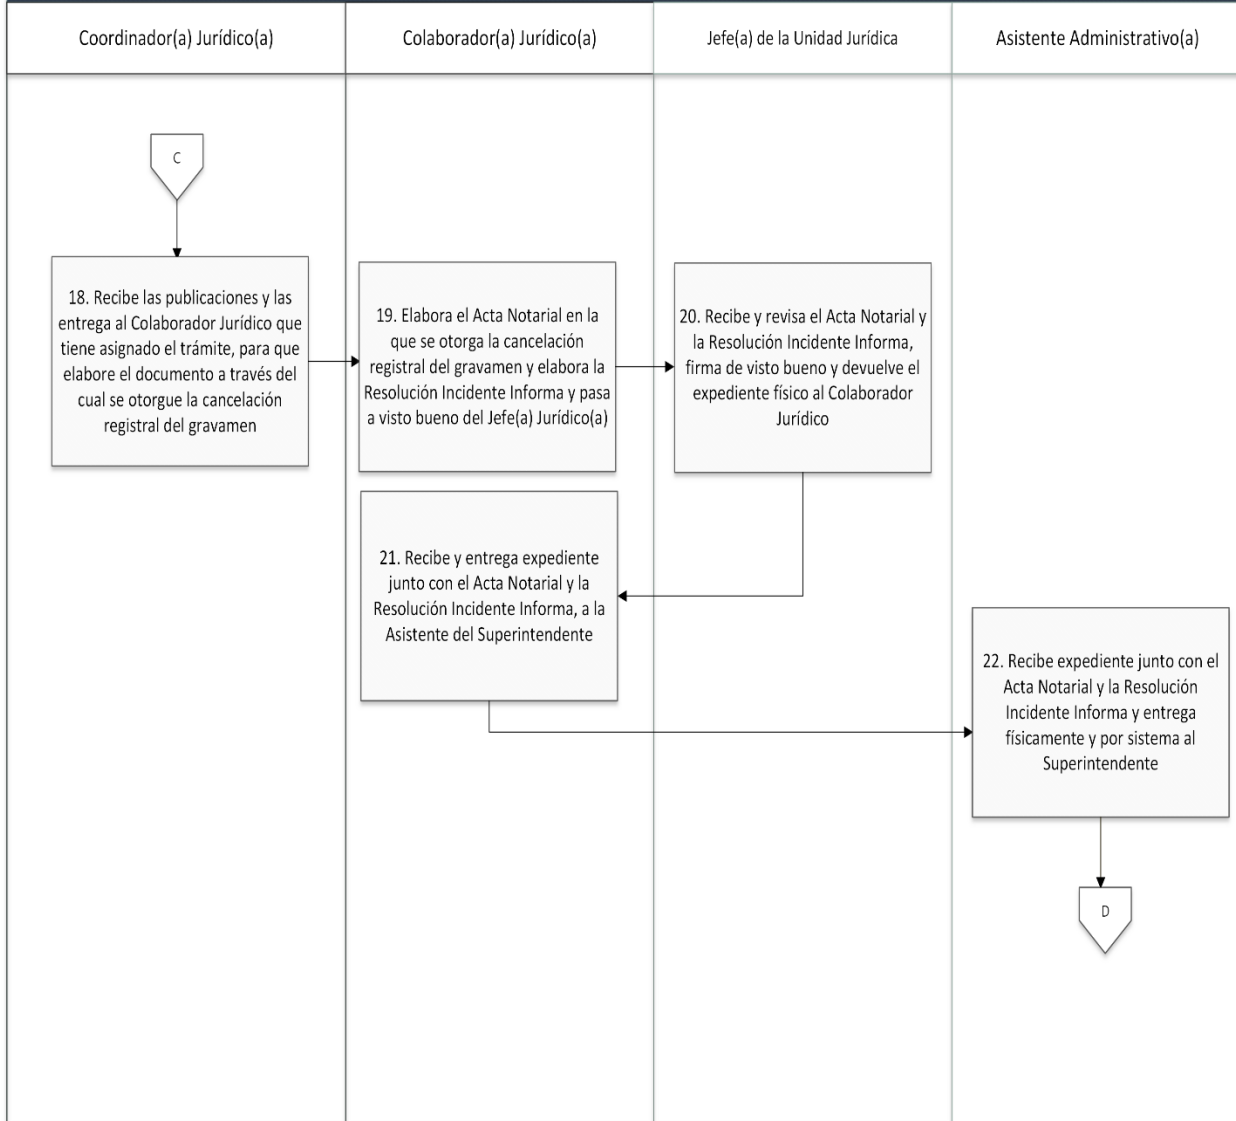 Coordinador(a) Jurídico(a)
Colaborador(a) Jurídico(a)
Jefe(a) de la Unidad Jurídica
Asistente Administrativo(a)
C
18. Recibe las publicaciones y las
entrega al Colaborador Jurídico que
tiene asignado el trámite, para que
elabore el documento a través del
cual se otorgue la cancelación
registral del gravamen
19. Elabora el Acta Notarial en la
que se otorga la cancelación
registral del gravamen y elabora la
Resolución Incidente Informa y pasa
a visto bueno del Jefe(a) Jurídico(a)
20. Recibe y revisa el Acta Notarial y
la Resolución Incidente Informa,
firma de visto bueno y devuelve el
expediente físico al Colaborador
Jurídico
21. Recibe y entrega expediente
junto con el Acta Notarial y la
Resolución Incidente Informa, a la
Asistente del Superintendente
22. Recibe expediente junto con el
Acta Notarial y la Resolución
Incidente Informa y entrega
físicamente y por sistema al
Superintendente
D